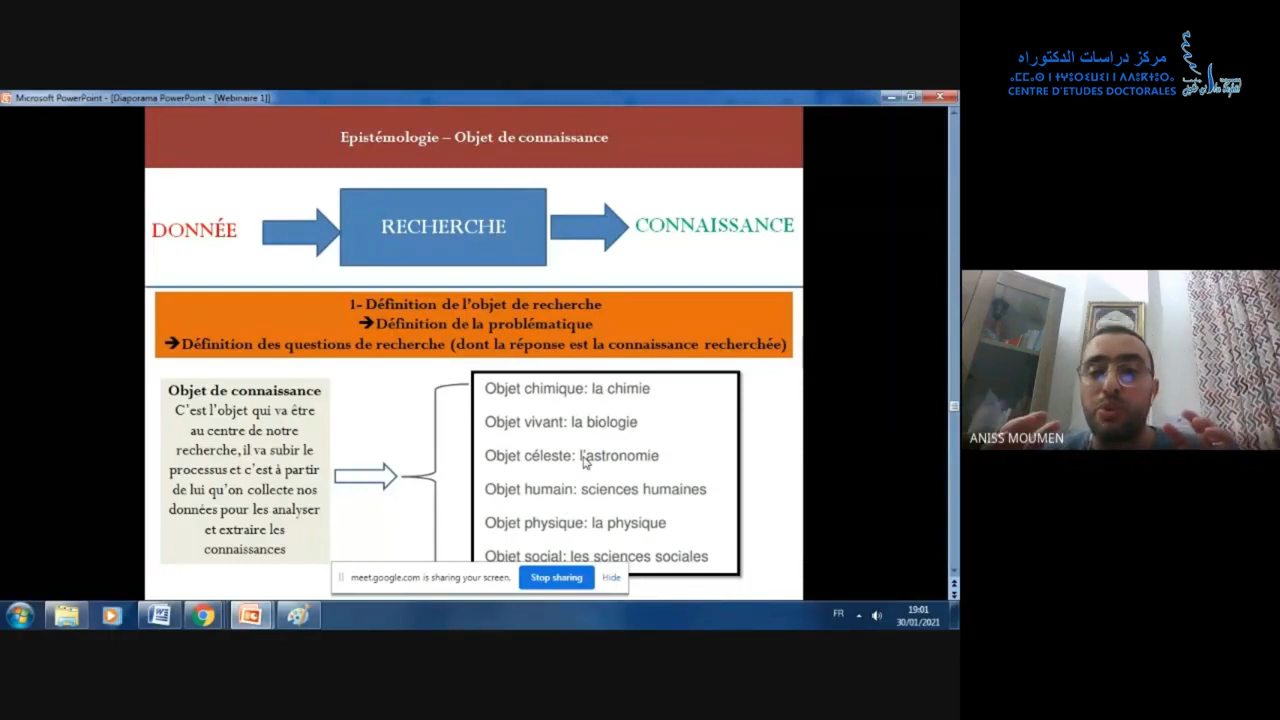 مركز دراسات الدكتوراه
CENTRE D'ETUDES DOCTORALES
Microsoft PowerPoint - [Diaporama PowerPoint - [Webinaire 1]]
Epistémologie – Objet de connaissance
DONNÉE
RECHERCHE
CONNAISSANCE
1- Définition de l'objet de recherche
➔Définition de la problématique
➔Définition des questions de recherche (dont la réponse est la connaissance recherchée)
Objet de connaissance
C'est l'objet qui va être
au centre de notre
recherche, il va subir le
processus et c'est à partir
de lui qu'on collecte nos
données pour les analyser
et extraire les
connaissances
Objet chimique: la chimie
Objet vivant: la biologie
Objet céleste: l'astronomie
Objet humain: sciences humaines
Objet physique: la physique
Objet social: les sciences sociales
meet.google.com is sharing your screen.
Stop sharing
Hide
ANISS MOUMEN
FR
19:01
30/01/2021